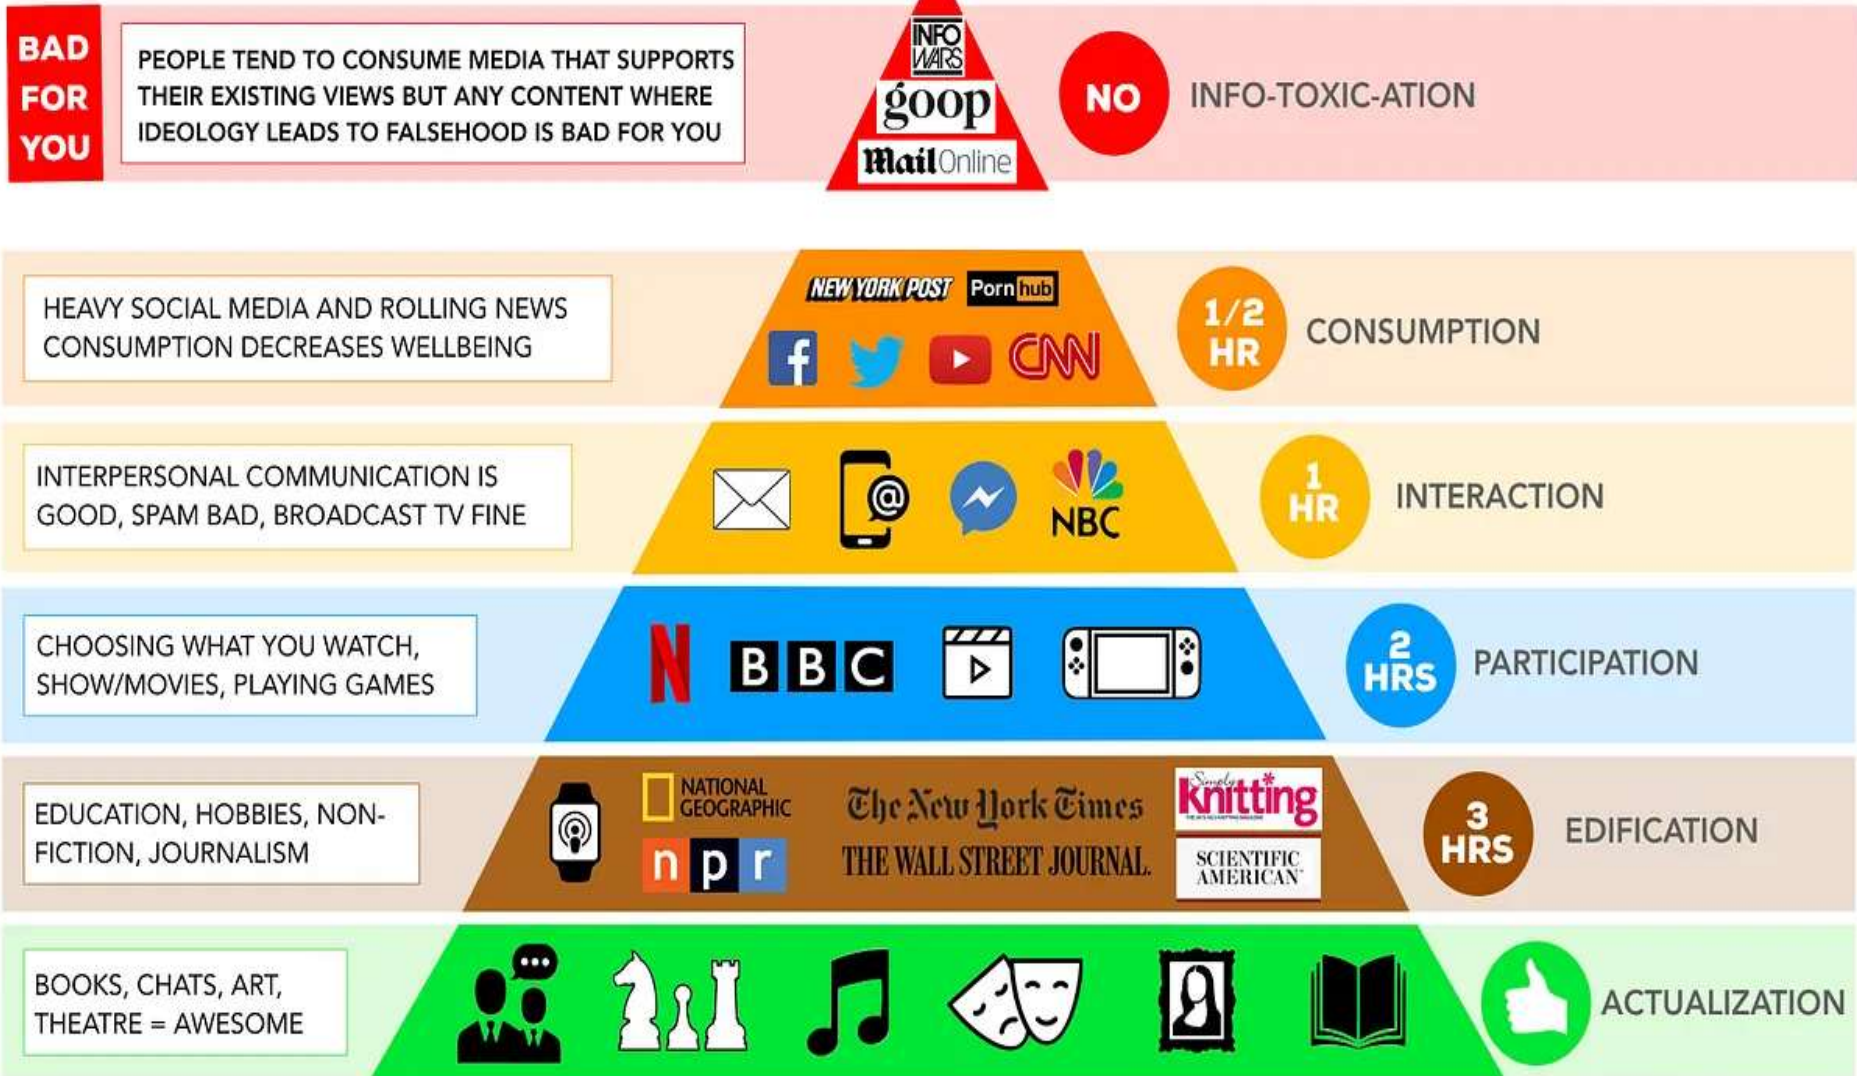 BAD
FOR
YOU
PEOPLE TEND TO CONSUME MEDIA THAT SUPPORTS
THEIR EXISTING VIEWS BUT ANY CONTENT WHERE
IDEOLOGY LEADS TO FALSEHOOD IS BAD FOR YOU
INFO
WARS
goop
MailOnline
NO
INFO-TOXIC-ATION
HEAVY SOCIAL MEDIA AND ROLLING NEWS
CONSUMPTION DECREASES WELLBEING
NEW YORK POST
Pornhub
f
CNN
1/2
HR
CONSUMPTION
INTERPERSONAL COMMUNICATION IS
GOOD, SPAM BAD, BROADCAST TV FINE
@
NBC
1
HR
INTERACTION
CHOOSING WHAT YOU WATCH,
SHOW/MOVIES, PLAYING GAMES
N
BBC
2
HRS
PARTICIPATION
EDUCATION, HOBBIES, NON-
FICTION, JOURNALISM
NATIONAL
GEOGRAPHIC
npr
The New York Times
THE WALL STREET JOURNAL.
Simply
knitting
SCIENTIFIC
AMERICAN
3
HRS
EDIFICATION
BOOKS, CHATS, ART,
THEATRE = AWESOME
ACTUALIZATION